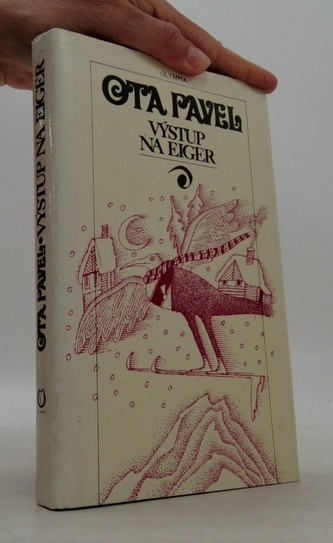 OLYMPIA
OTA PAVEL
VÝSTUP
NA EIGER
OTA PAVEL•VÝSTUP NA EIGER